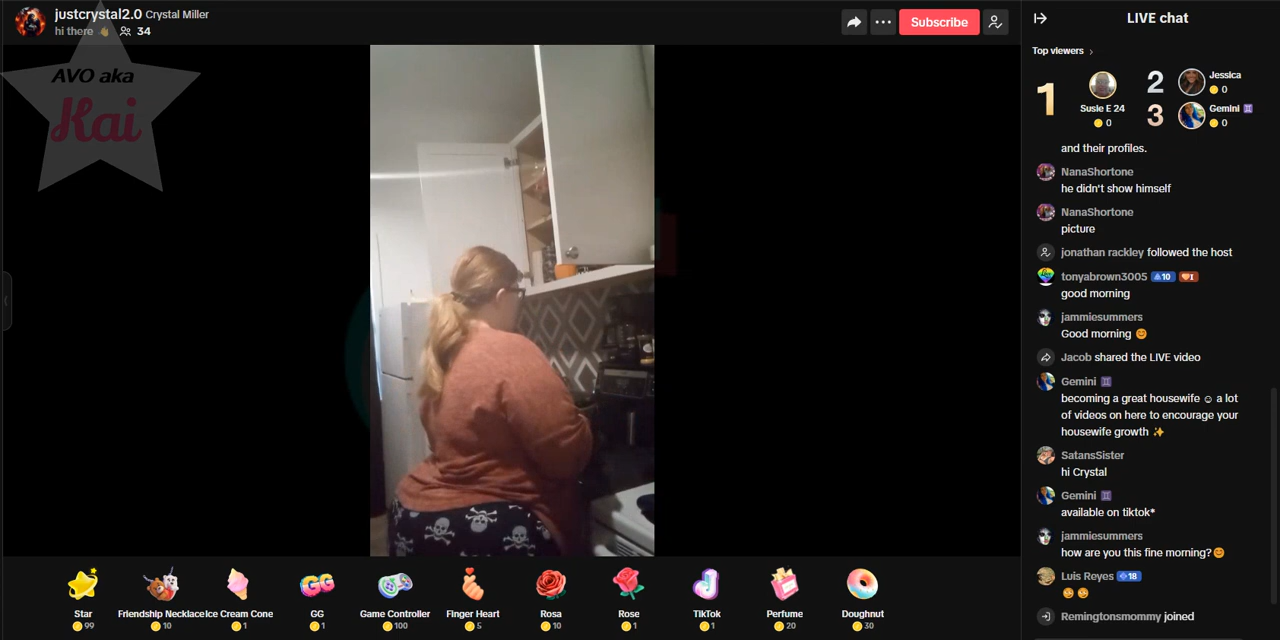 justcrystal2.0 Crystal Miller
hi there 👋 34
Subscribe
AVO aka
Kai
LIVE chat
Top viewers
1
Susie E 24
0
2
Jessica
0
3
Gemini ♊
0
and their profiles.
NanaShortone
he didn't show himself
NanaShortone
picture
jonathan rackley followed the host
tonyabrown3005 10 I
good morning
jammiesummers
Good morning 😊
Jacob shared the LIVE video
Gemini ♊
becoming a great housewife ☺ a lot
of videos on here to encourage your
housewife growth ✨
SatansSister
hi Crystal
Gemini ♊
available on tiktok*
jammiesummers
how are you this fine morning?😊
Luis Reyes 18
Remingtonsmommy joined
Star
99
Friendship Necklace
10
Ice Cream Cone
1
GG
GG
1
Game Controller
100
Finger Heart
5
Rosa
10
Rose
1
TikTok
1
Perfume
20
Doughnut
30